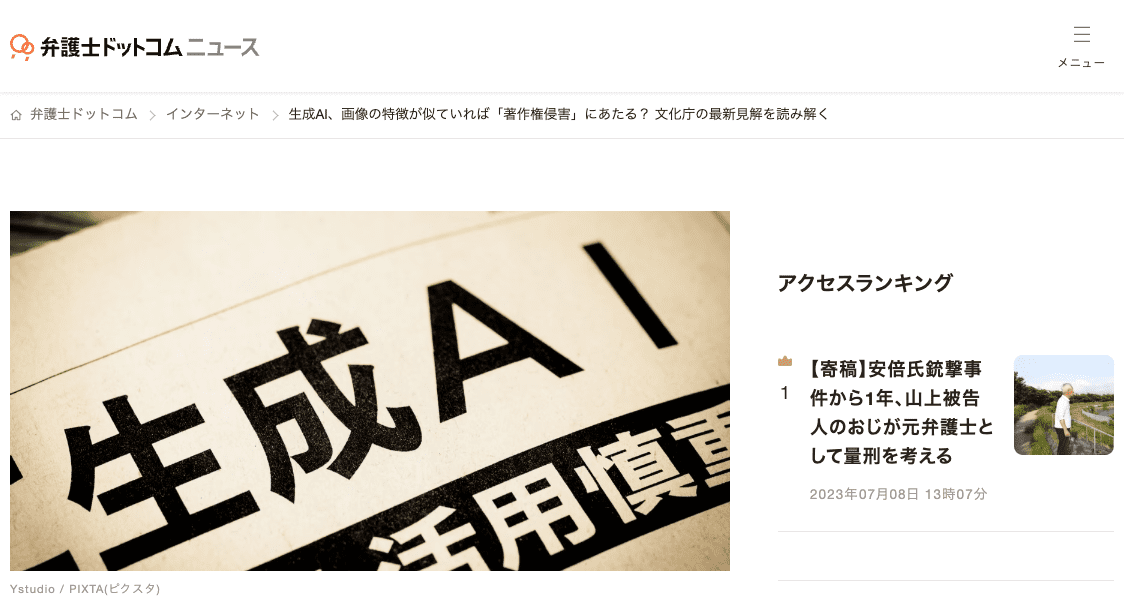 弁護士ドットコム ニュース
メニュー
弁護士ドットコム
インターネット
生成AI、画像の特徴が似ていれば「著作権侵害」にあたる? 文化庁の最新見解を読み解く
生成AI
活用慎重
Ystudio / PIXTA(ピクスタ)
アクセスランキング
1
【寄稿】安倍氏銃撃事
件から1年、山上被告
人のおじが元弁護士と
して量刑を考える
2023年07月08日 13時07分